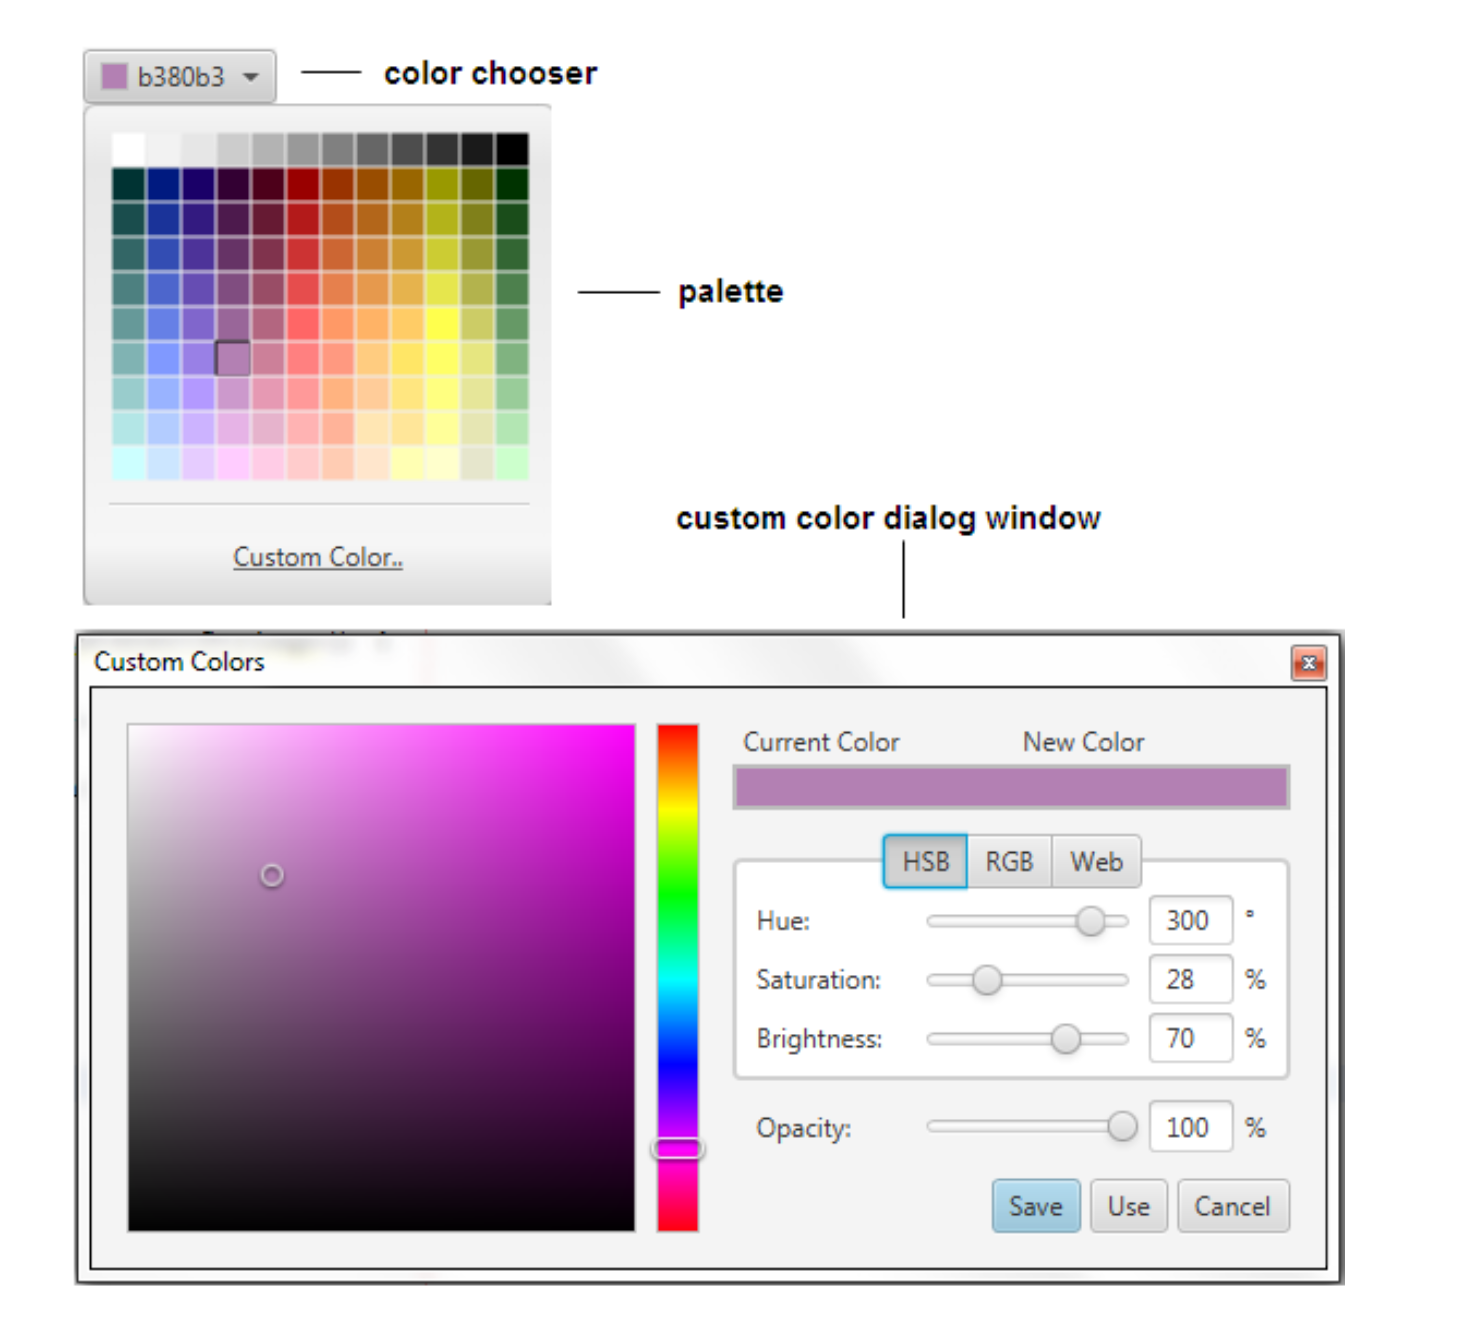 b380b3
color chooser
palette
custom color dialog window
Custom Color..
Custom Colors
Current Color New Color
HSB RGB Web
Hue: 300 °
Saturation: 28 %
Brightness: 70 %
Opacity: 100 %
Save Use Cancel